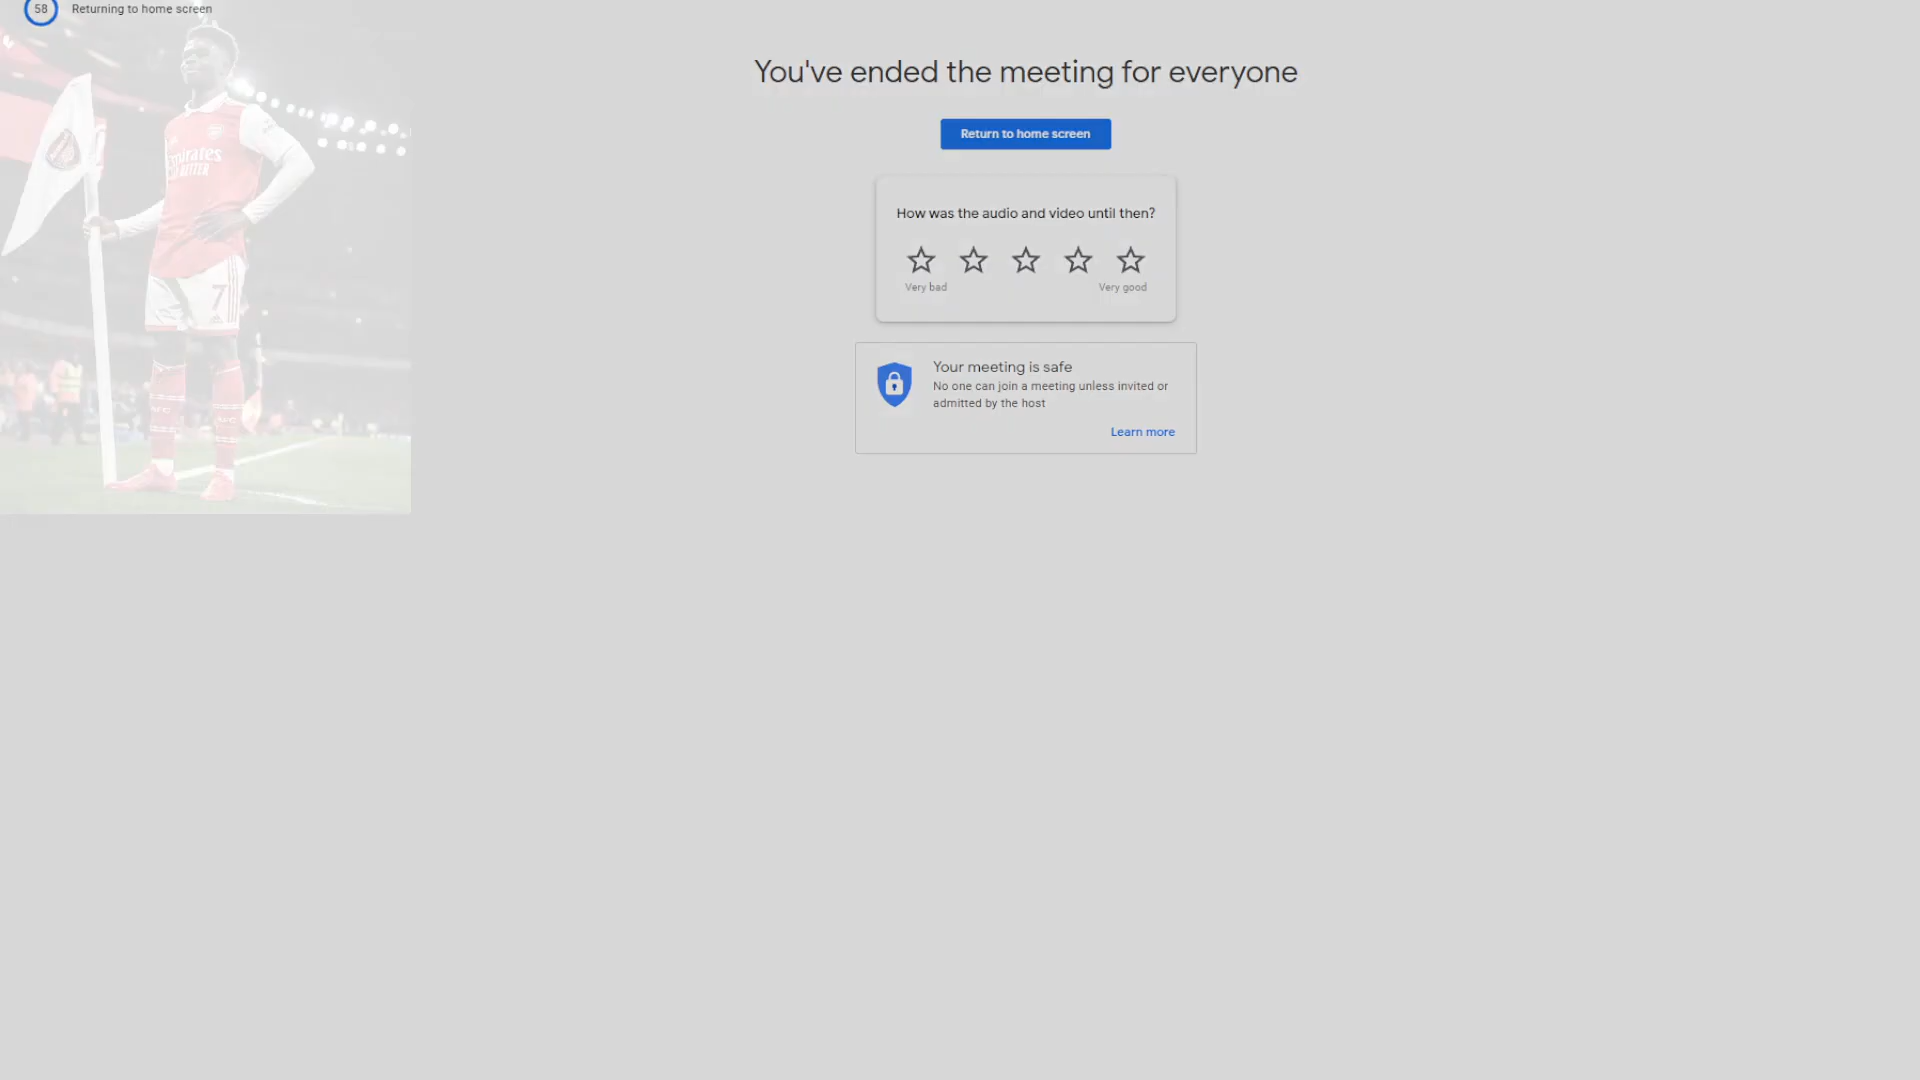 58 Returning to home screen
You've ended the meeting for everyone
Return to home screen
How was the audio and video until then?
Very bad Very good
Your meeting is safe
No one can join a meeting unless invited or
admitted by the host
Learn more
7